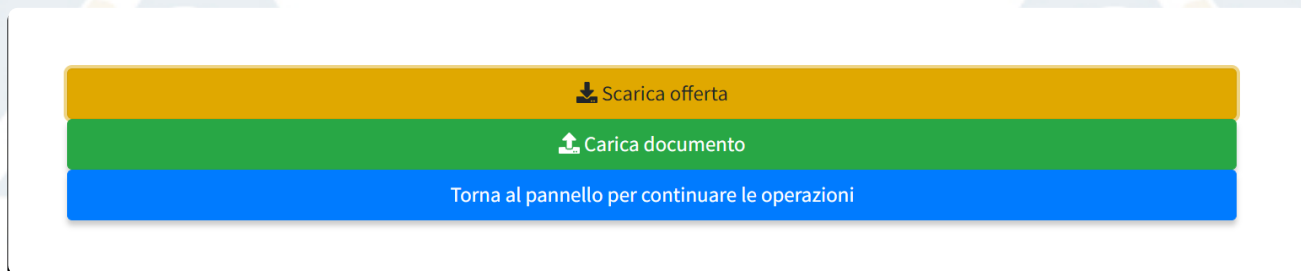 Scarica offerta
Carica documento
Torna al pannello per continuare le operazioni